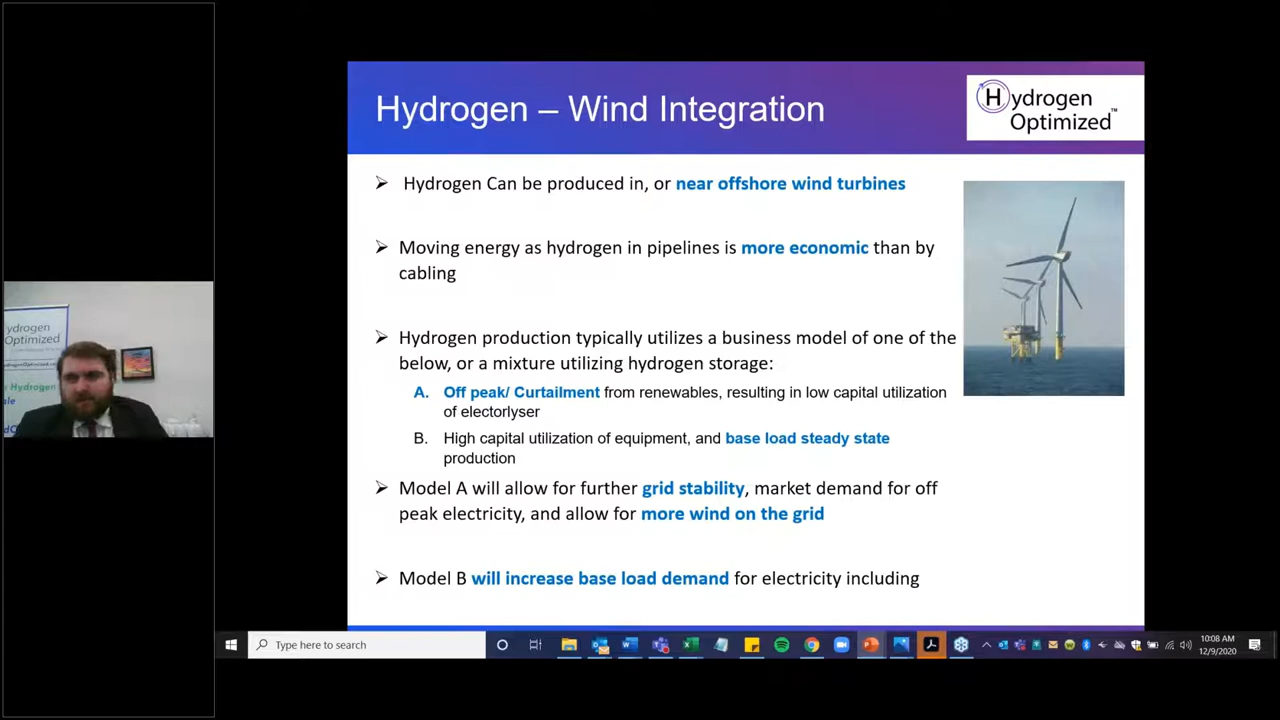 Hydrogen – Wind Integration
Hydrogen
Optimized™
Hydrogen Can be produced in, or near offshore wind turbines
Moving energy as hydrogen in pipelines is more economic than by
cabling
Hydrogen production typically utilizes a business model of one of the
below, or a mixture utilizing hydrogen storage:
A. Off peak/ Curtailment from renewables, resulting in low capital utilization
of electorlyser
B. High capital utilization of equipment, and base load steady state
production
Model A will allow for further grid stability, market demand for off
peak electricity, and allow for more wind on the grid
Model B will increase base load demand for electricity including
ydrogen
Optimized
Hydrogen
Type here to search
10:08 AM
12/9/2020